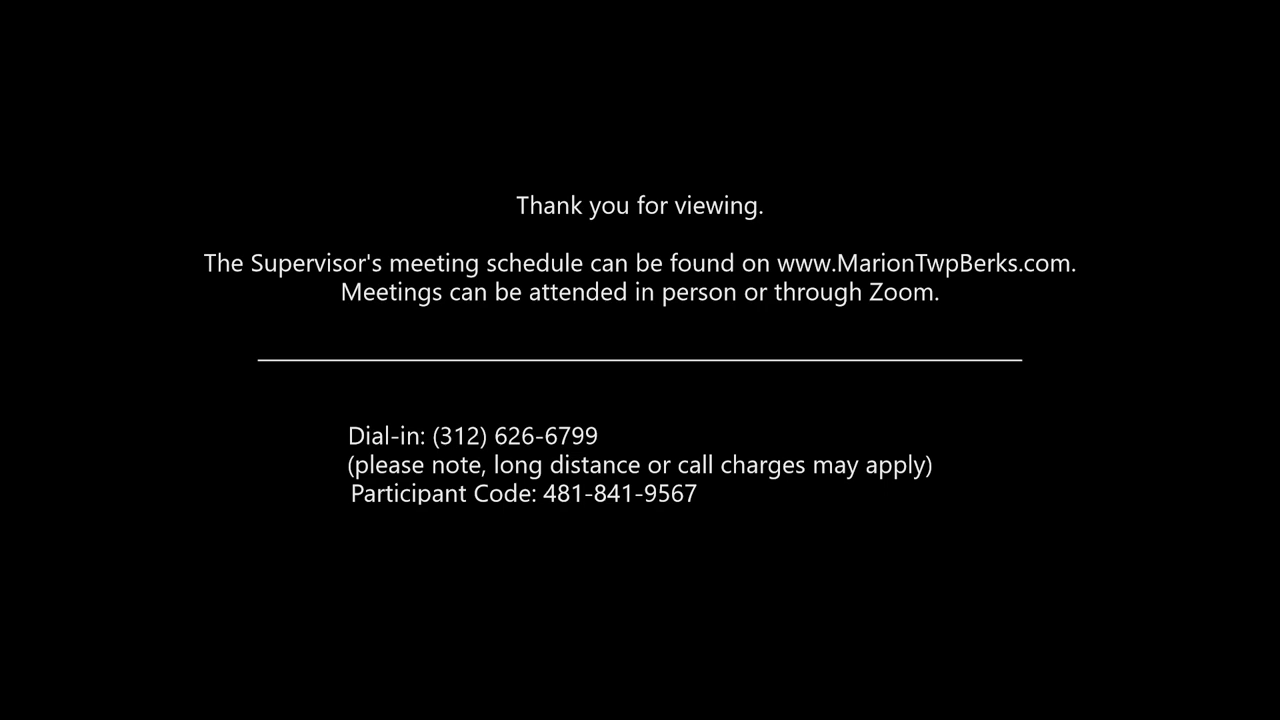 Thank you for viewing.
The Supervisor's meeting schedule can be found on www.MarionTwpBerks.com.
Meetings can be attended in person or through Zoom.
Dial-in: (312) 626-6799
(please note, long distance or call charges may apply)
Participant Code: 481-841-9567